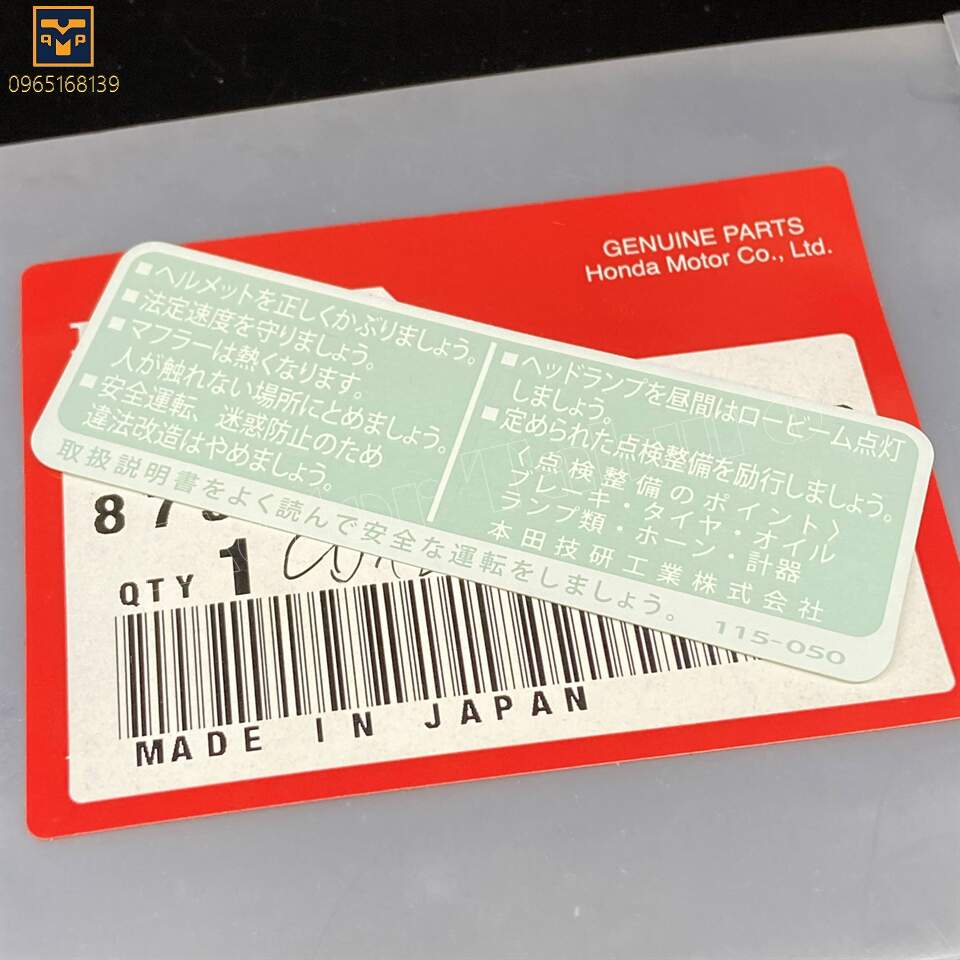 0965168139
GENUINE PARTS
Honda Motor Co., Ltd.
■ヘルメットを正しくかぶりましょう。
■法定速度を守りましょう。
■マフラーは熱くなります。
人が触れない場所にとめましょう。
■安全運転、迷惑防止のため
違法改造はやめましょう。
■ヘッドランプを昼間はロービーム点灯
しましょう。
■定められた点検整備を励行しましょう。
〈点検整備のポイント〉
ブレーキ・タイヤ・オイル
ランプ類・ホーン・計器
本田技研工業株式会社
取扱説明書をよく読んで安全な運転をしましょう。
115-050
87
QTY 1
MADE IN JAPAN